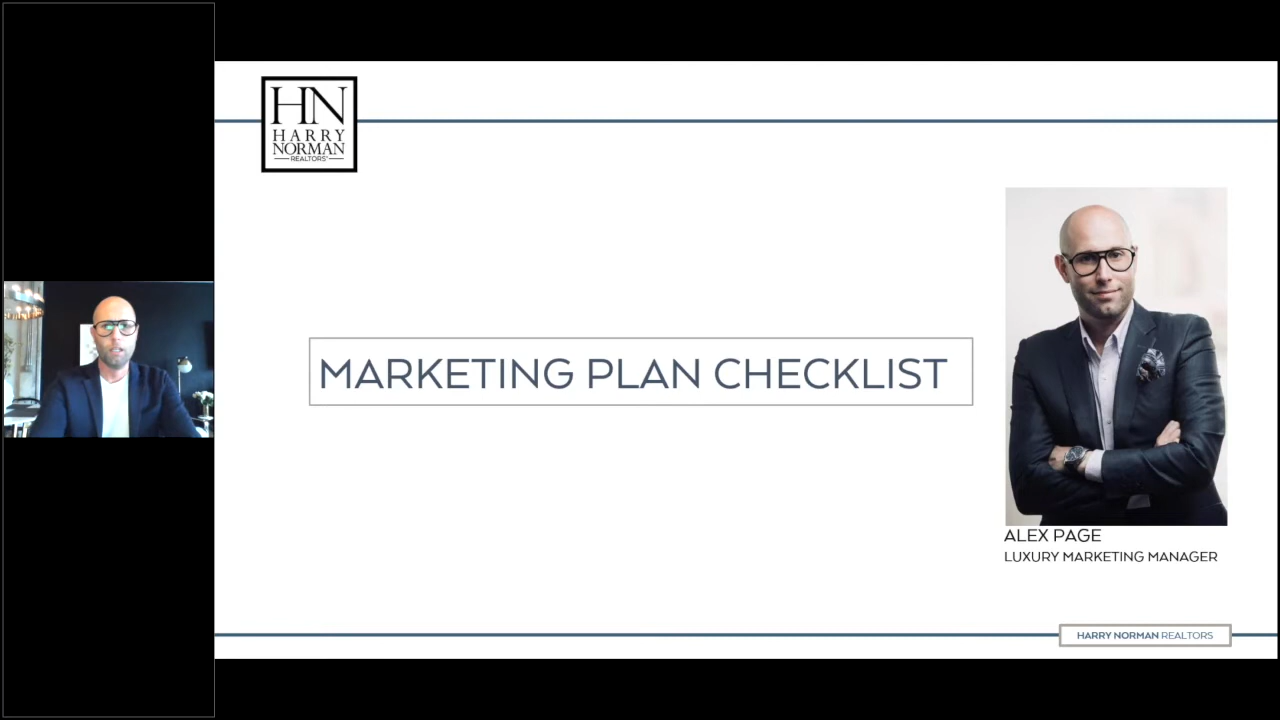 HN
HARRY
NORMAN
REALTORS®
MARKETING PLAN CHECKLIST
ALEX PAGE
LUXURY MARKETING MANAGER
HARRY NORMAN REALTORS